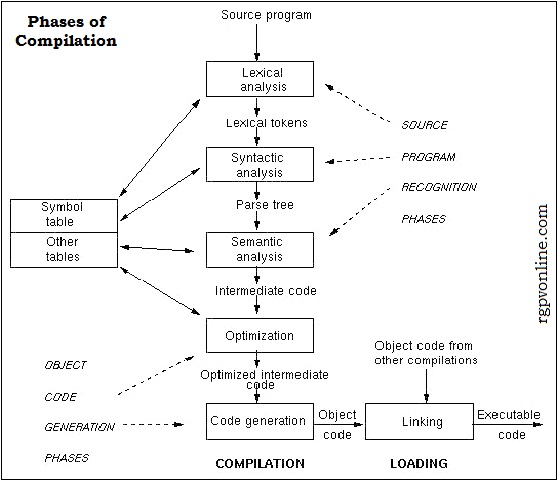 Phases of
Compilation
Source program
Lexical
analysis
Lexical tokens
SOURCE
Syntactic
analysis
PROGRAM
Parse tree
RECOGNITION
Symbol
table
PHASES
Other
tables
Semantic
analysis
Intermediate code
rgpvonline.com
Optimization
Object code from
other compilations
OBJECT
Optimized intermediate
code
CODE
GENERATION
Code generation
Object
code
Linking
Executable
code
PHASES
COMPILATION
LOADING